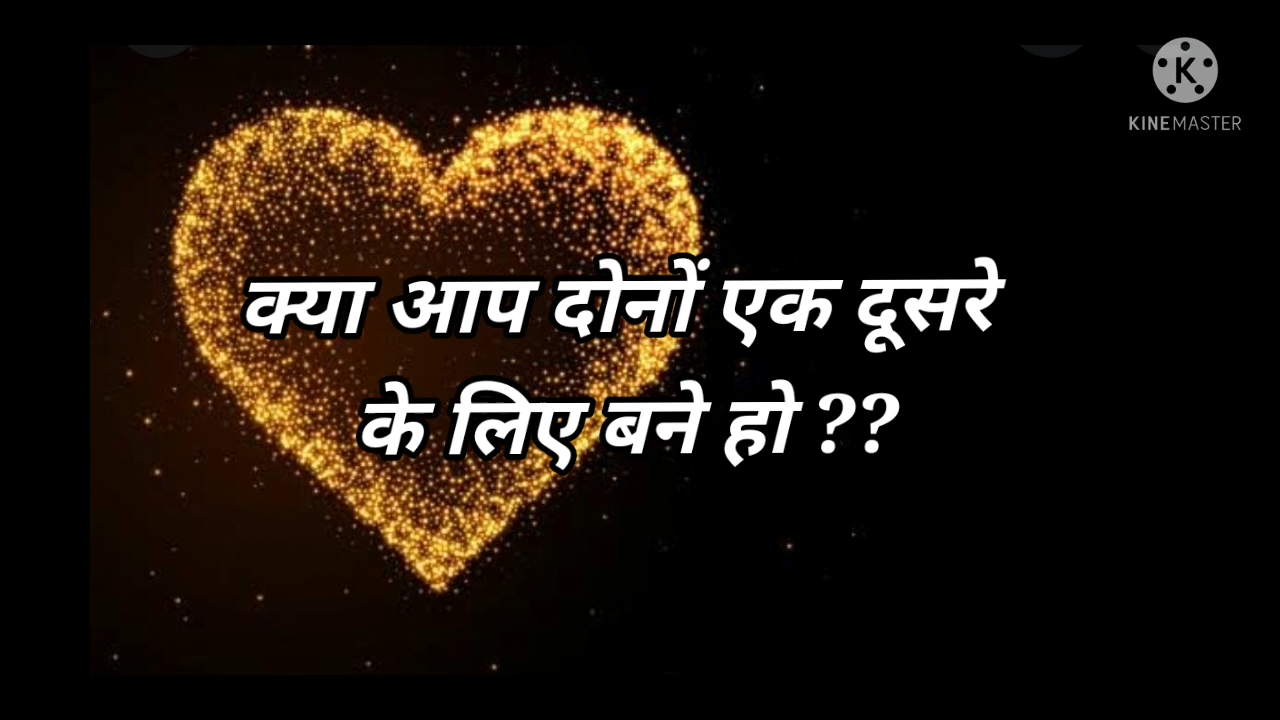 K
KINEMASTER
क्या आप दोनों एक दूसरे
के लिए बने हो ??